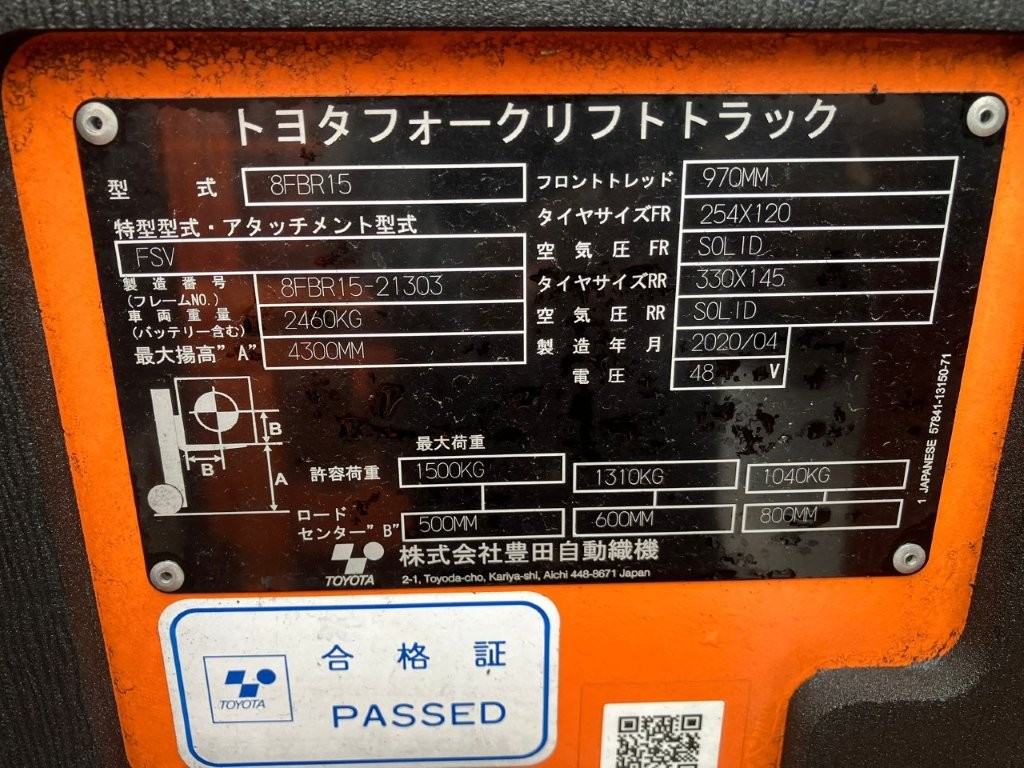 トヨタフォークリフトトラック
型式 8FBR15
特型型式・アタッチメント型式
FSV
製造番号 (フレームNO.) 8FBR15-21303
車両重量 (バッテリー含む) 2460KG
最大揚高"A" 4300MM
フロントトレッド 970MM
タイヤサイズFR 254X120
空気圧 FR SOLID
タイヤサイズRR 330X145
空気圧 RR SOLID
製造年月 2020/04
電圧 48 V
B
B
A
最大荷重
許容荷重 1500KG 1310KG 1040KG
ロードセンター"B" 500MM 600MM 800MM
TOYOTA 株式会社豊田自動織機
2-1, Toyoda-cho, Kariya-shi, Aichi 448-8671 Japan
1 JAPANESE 57841-13150-71
TOYOTA
合格証
PASSED